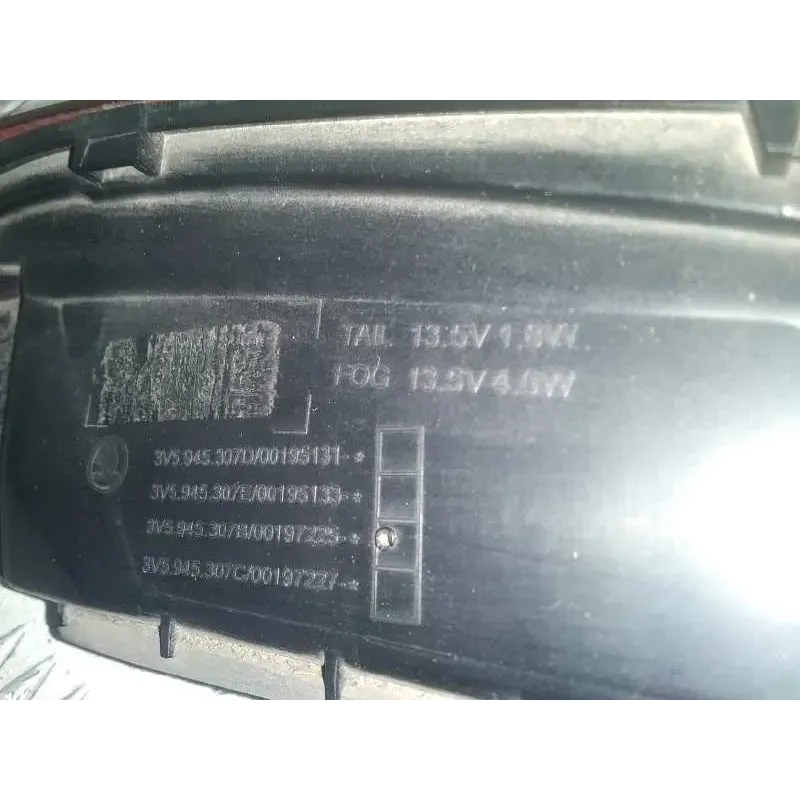 TAIL 13.5V 1.8W
FOG 13.5V 4.0W
3V5.945.307D/00195131-*
3V5.945.307E/00195133-*
3V5.945.307B/00197225-*
3V5.945.307C/00197227-*